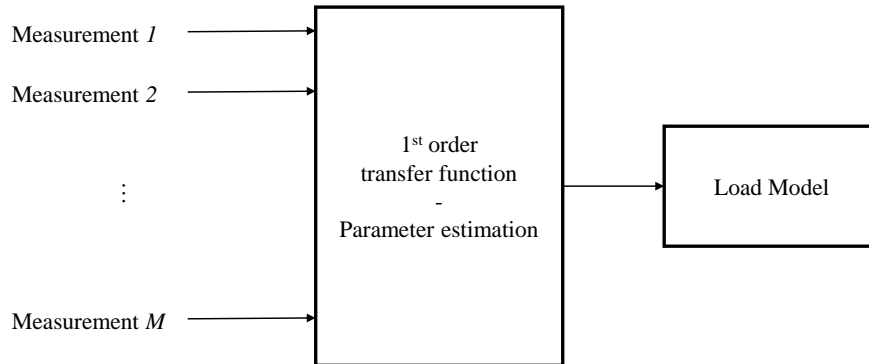 Measurement 1
Measurement 2
⋮
Measurement M
1st order
transfer function
-
Parameter estimation
Load Model